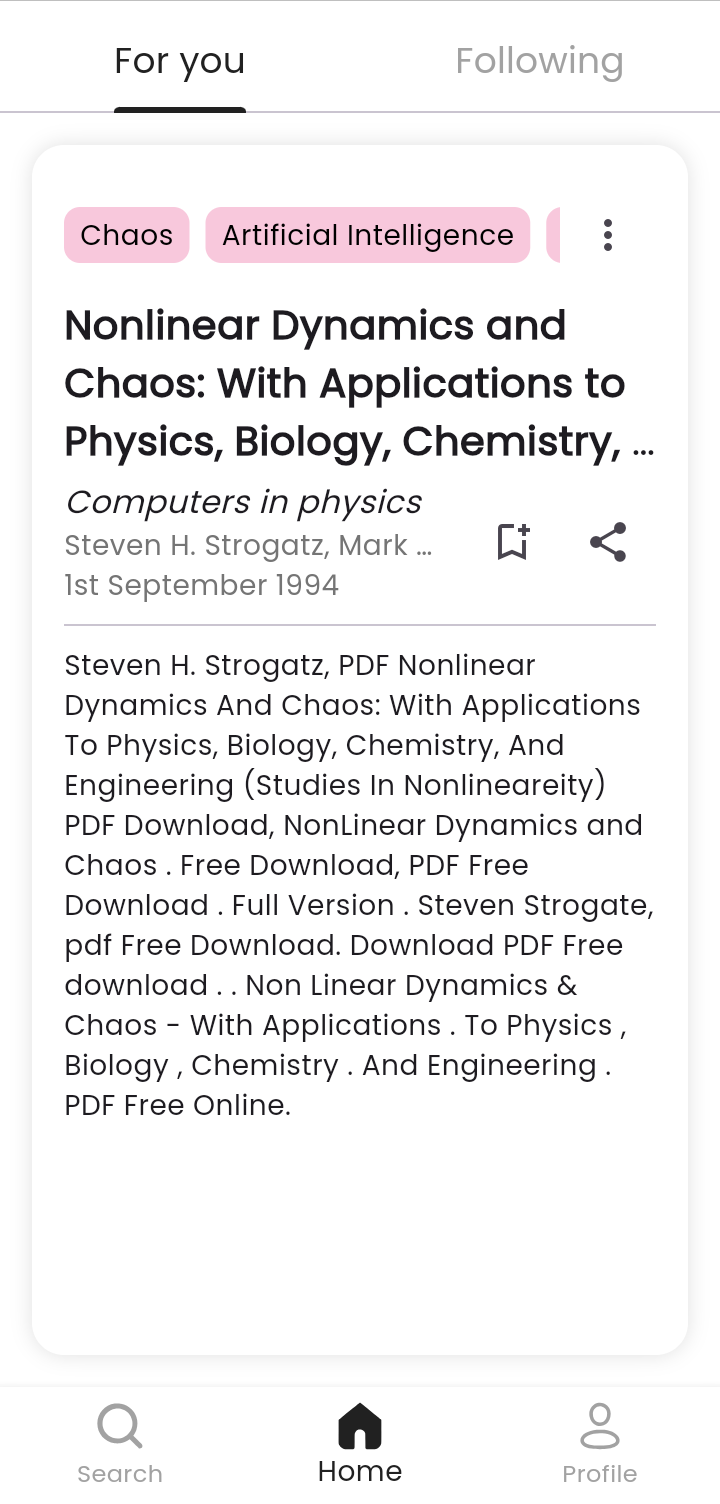 For you
Following
Chaos
Artificial Intelligence
Nonlinear Dynamics and
Chaos: With Applications to
Physics, Biology, Chemistry, ...
Computers in physics
Steven H. Strogatz, Mark ...
1st September 1994
Steven H. Strogatz, PDF Nonlinear
Dynamics And Chaos: With Applications
To Physics, Biology, Chemistry, And
Engineering (Studies In Nonlineareity)
PDF Download, NonLinear Dynamics and
Chaos . Free Download, PDF Free
Download . Full Version . Steven Strogate,
pdf Free Download. Download PDF Free
download . . Non Linear Dynamics &
Chaos - With Applications . To Physics ,
Biology , Chemistry . And Engineering .
PDF Free Online.
Search
Home
Profile